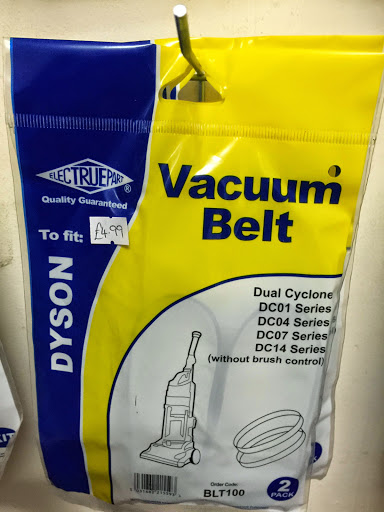 ELECTRUEPART
®
Quality Guaranteed
To fit:
£4.99
DYSON
Vacuum
Belt
Dual Cyclone
DC01 Series
DC04 Series
DC07 Series
DC14 Series
(without brush control)
Order Code:
BLT100
2
PACK